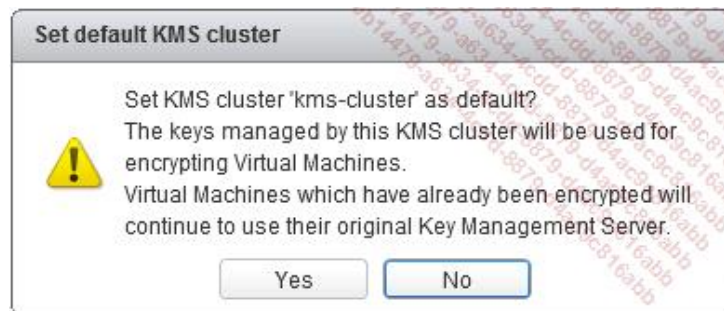 Set default KMS cluster
Set KMS cluster 'kms-cluster' as default?
The keys managed by this KMS cluster will be used for
encrypting Virtual Machines.
Virtual Machines which have already been encrypted will
continue to use their original Key Management Server.
Yes
No